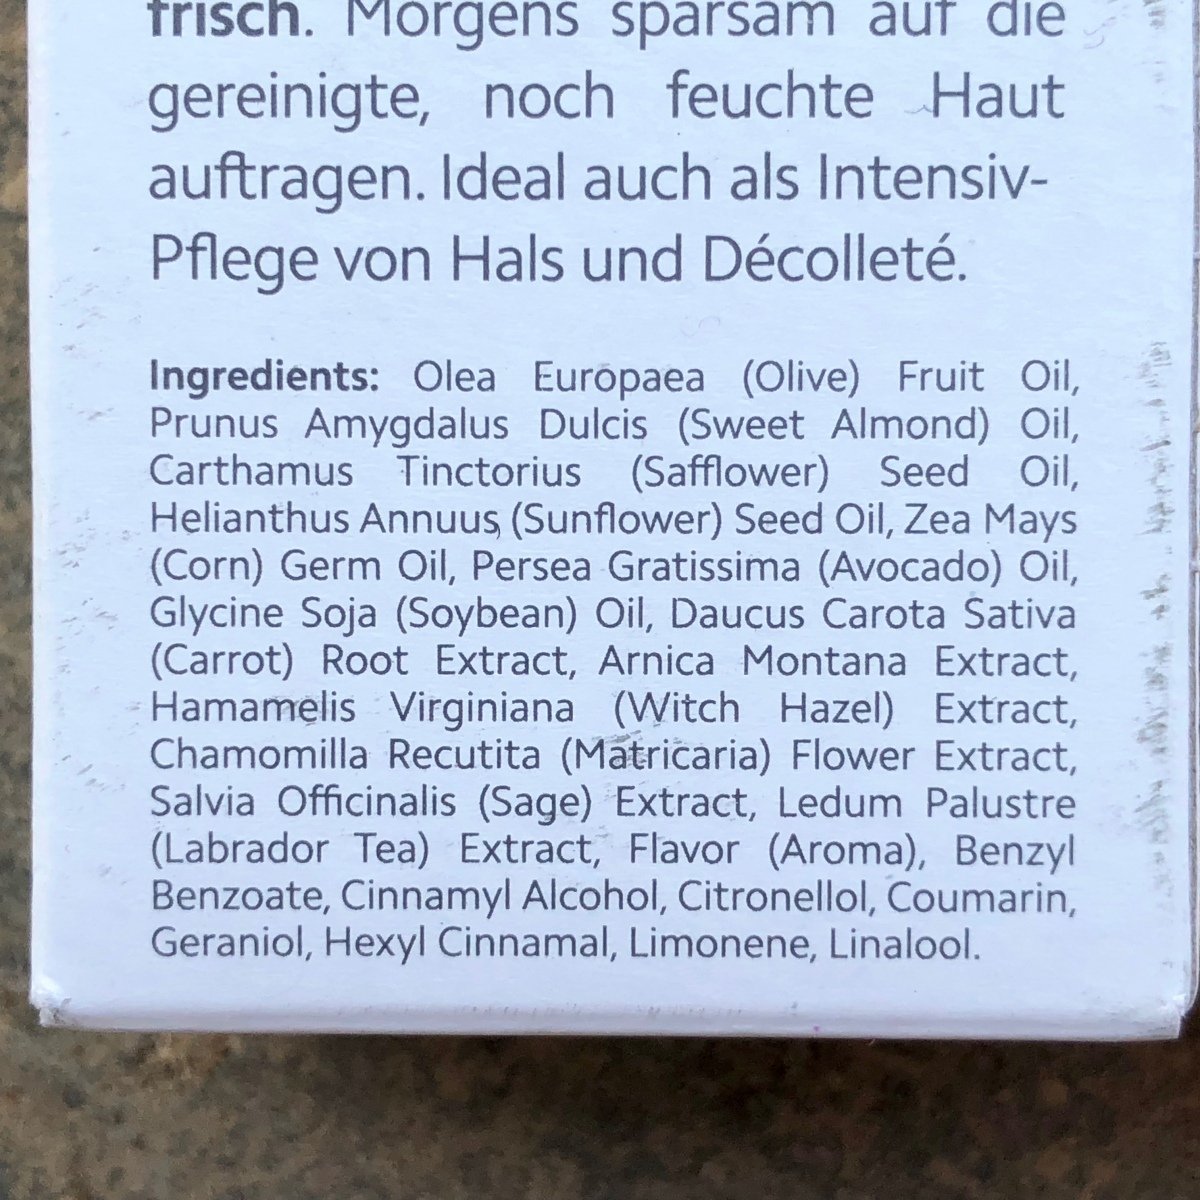 frisch. Morgens sparsam auf die
gereinigte, noch feuchte Haut
auftragen. Ideal auch als Intensiv-
Pflege von Hals und Décolleté.
Ingredients: Olea Europaea (Olive) Fruit Oil,
Prunus Amygdalus Dulcis (Sweet Almond) Oil,
Carthamus Tinctorius (Safflower) Seed Oil,
Helianthus Annuus (Sunflower) Seed Oil, Zea Mays
(Corn) Germ Oil, Persea Gratissima (Avocado) Oil,
Glycine Soja (Soybean) Oil, Daucus Carota Sativa
(Carrot) Root Extract, Arnica Montana Extract,
Hamamelis Virginiana (Witch Hazel) Extract,
Chamomilla Recutita (Matricaria) Flower Extract,
Salvia Officinalis (Sage) Extract, Ledum Palustre
(Labrador Tea) Extract, Flavor (Aroma), Benzyl
Benzoate, Cinnamyl Alcohol, Citronellol, Coumarin,
Geraniol, Hexyl Cinnamal, Limonene, Linalool.